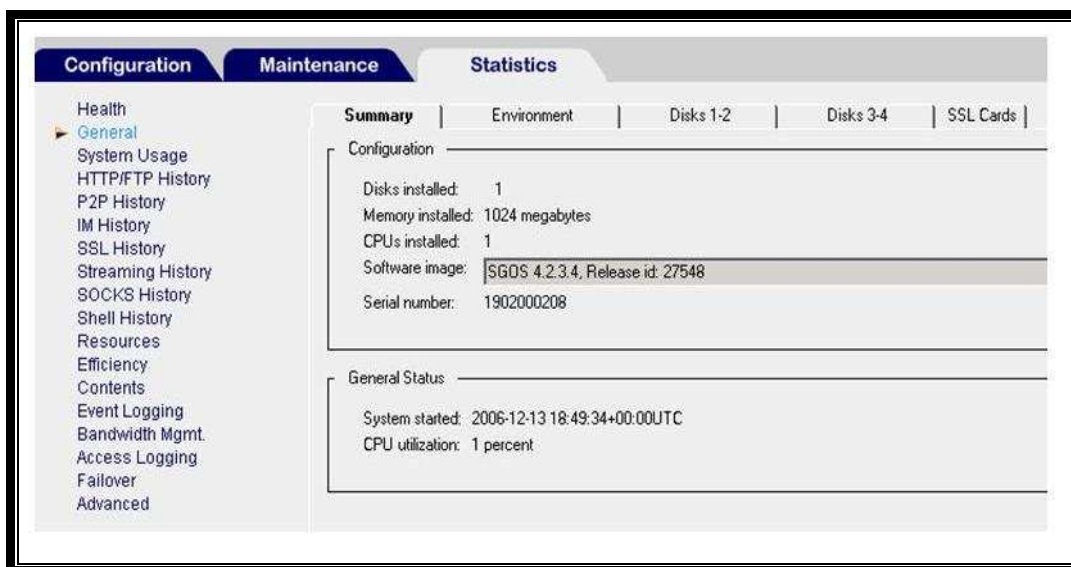 Configuration Maintenance Statistics
Health
General
System Usage
HTTP/FTP History
P2P History
IM History
SSL History
Streaming History
SOCKS History
Shell History
Resources
Efficiency
Contents
Event Logging
Bandwidth Mgmt.
Access Logging
Failover
Advanced
Summary | Environment | Disks 1-2 | Disks 3-4 | SSL Cards |
Configuration
Disks installed: 1
Memory installed: 1024 megabytes
CPUs installed: 1
Software image: SGOS 4.2.3.4, Release id: 27548
Serial number: 1902000208
General Status
System started: 2006-12-13 18:49:34+00:00UTC
CPU utilization: 1 percent